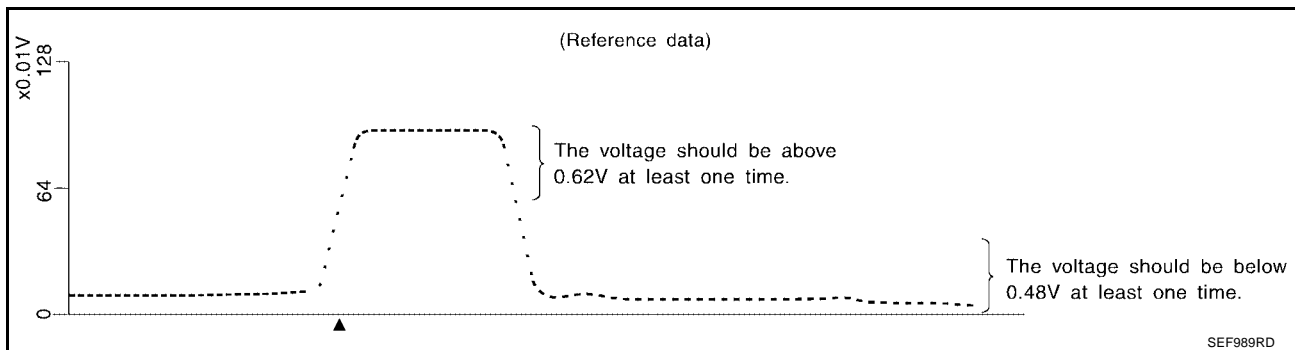 (Reference data)
x0.01V
128
64
0
The voltage should be above
0.62V at least one time.
The voltage should be below
0.48V at least one time.
SEF989RD